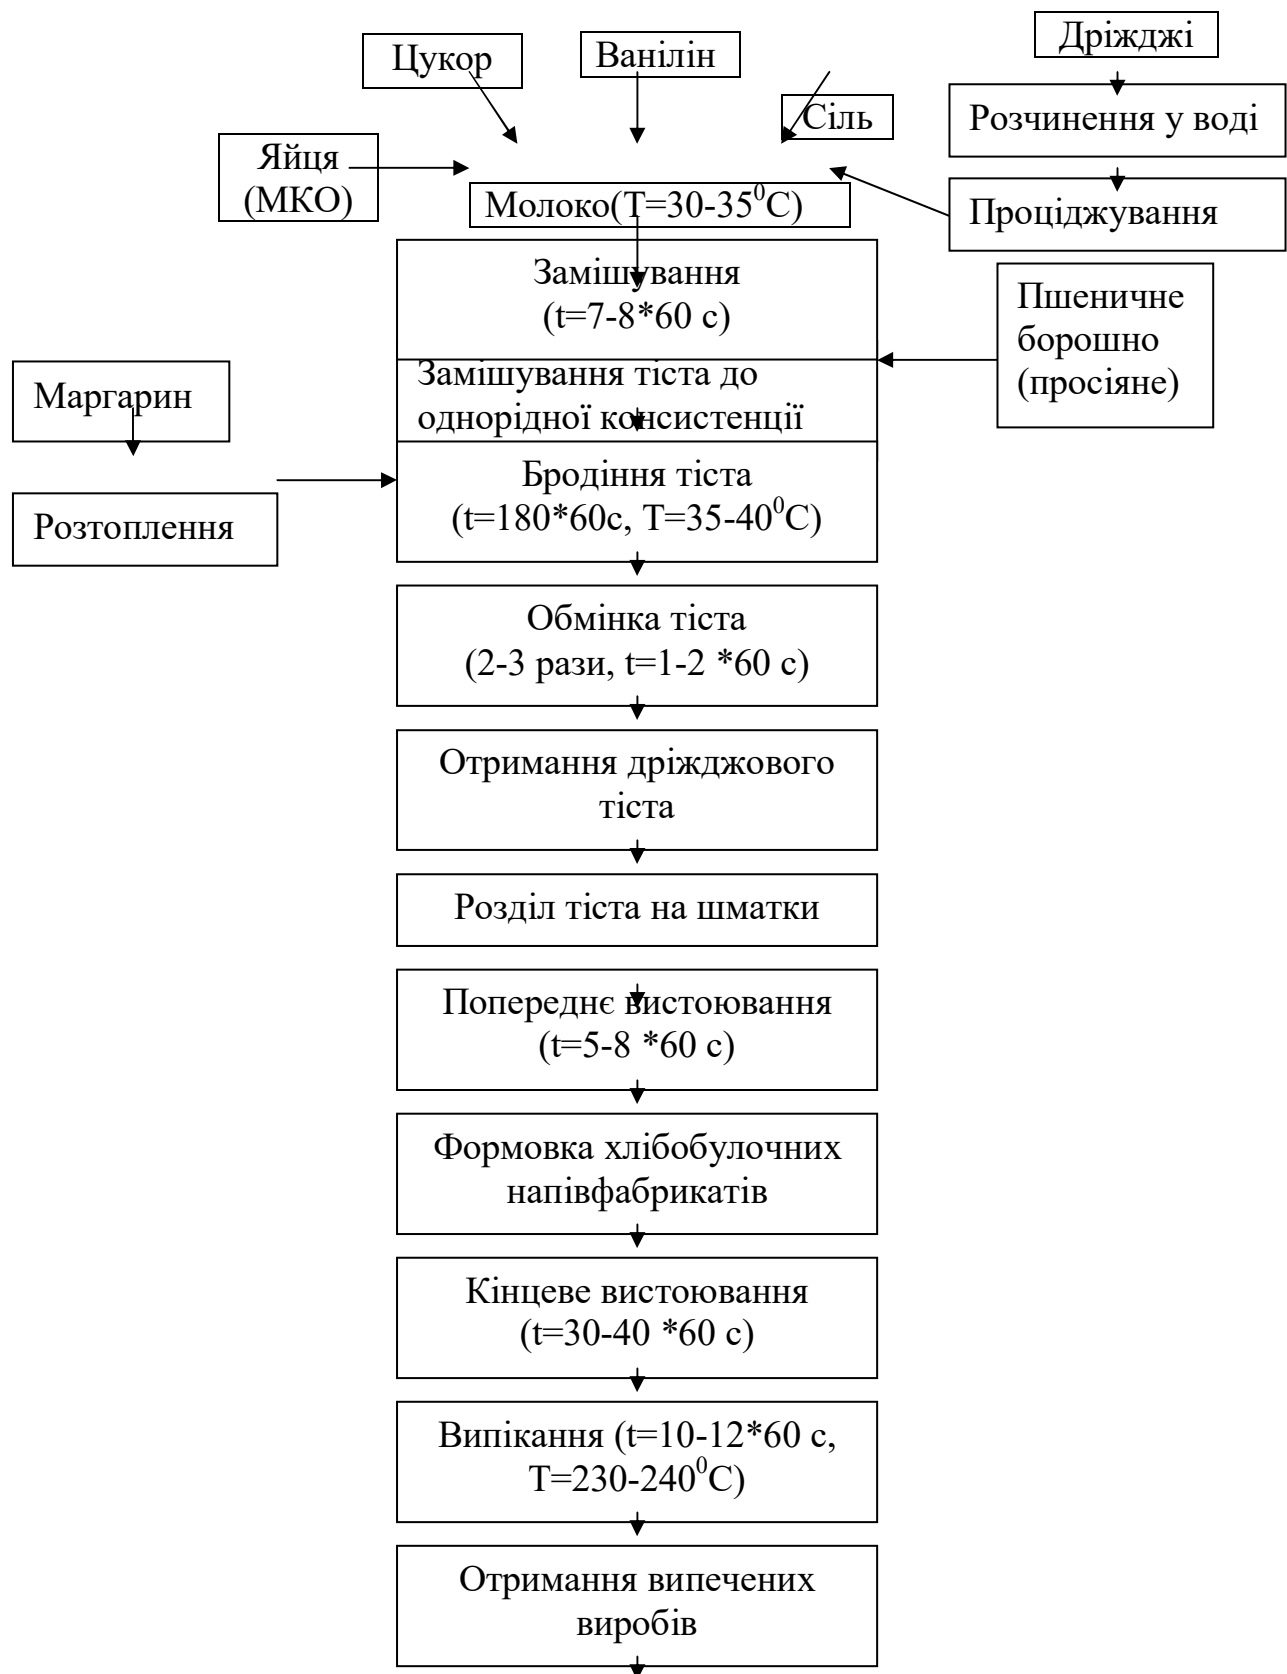 Цукор
Ванілін
Дріжджі
Сіль
Розчинення у воді
Яйця
(МКО)
Молоко(Т=30-35⁰С)
Проціджування
Замішування
(t=7-8*60 с)
Пшеничне
борошно
(просіяне)
Маргарин
Замішування тіста до
однорідної консистенції
Розтоплення
Бродіння тіста
(t=180*60с, Т=35-40⁰С)
Обмінка тіста
(2-3 рази, t=1-2 *60 с)
Отримання дріжджового
тіста
Розділ тіста на шматки
Попереднє вистоювання
(t=5-8 *60 с)
Формовка хлібобулочних
напівфабрикатів
Кінцеве вистоювання
(t=30-40 *60 с)
Випікання (t=10-12*60 с,
Т=230-240⁰С)
Отримання випечених
виробів